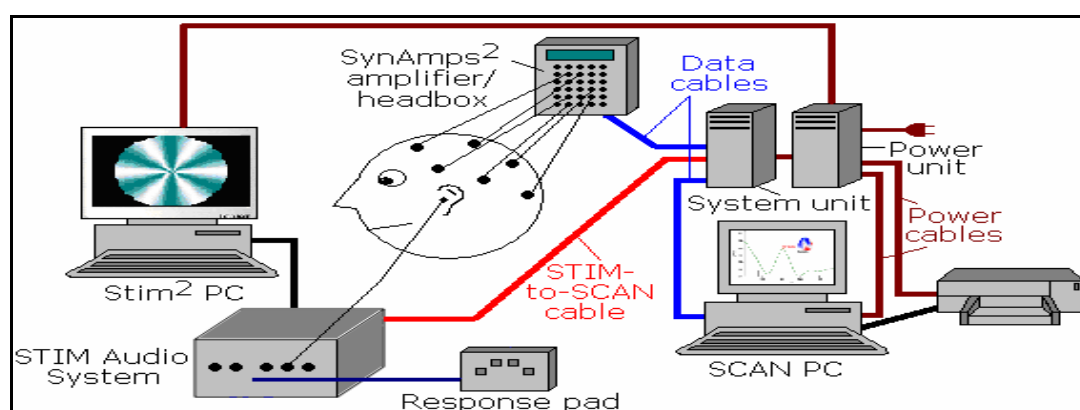 SynAmps²
amplifier/
headbox
Data
cables
Power
unit
System unit
Power
cables
Stim² PC
STIM-
to-SCAN
cable
STIM Audio
System
SCAN PC
Response pad